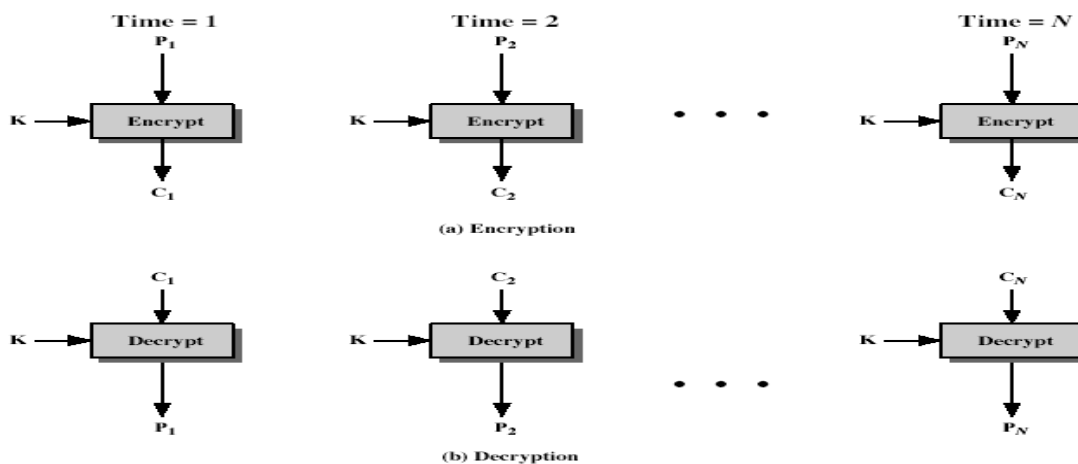 Time = 1 Time = 2 Time = N
P1 P2 PN
K Encrypt K Encrypt K Encrypt
C1 C2 CN
(a) Encryption
C1 C2 CN
K Decrypt K Decrypt K Decrypt
P1 P2 PN
(b) Decryption